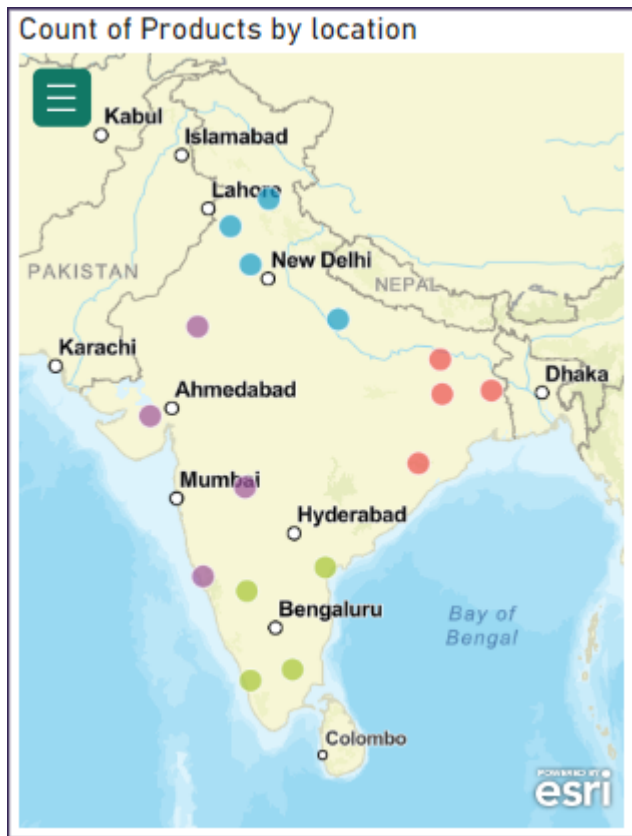 Count of Products by location
Kabul
Islamabad
Lahore
PAKISTAN
New Delhi
NEPAL
Karachi
Ahmedabad
Dhaka
Mumbai
Hyderabad
Bengaluru
Bay of
Bengal
Colombo
POWERED BY
esri